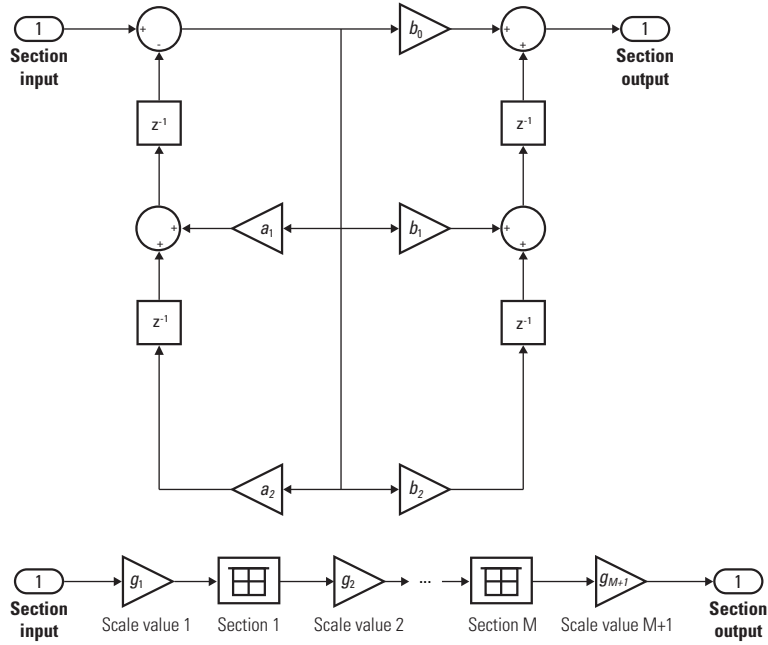 1
+
-
b₀
+
+
1
Section
input
Section
output
z⁻¹
z⁻¹
+
+
a₁
b₁
+
+
z⁻¹
z⁻¹
a₂
b₂
1
g₁
g₂
...
g_M+1
1
Section
input
Scale value 1
Section 1
Scale value 2
Section M
Scale value M+1
Section
output